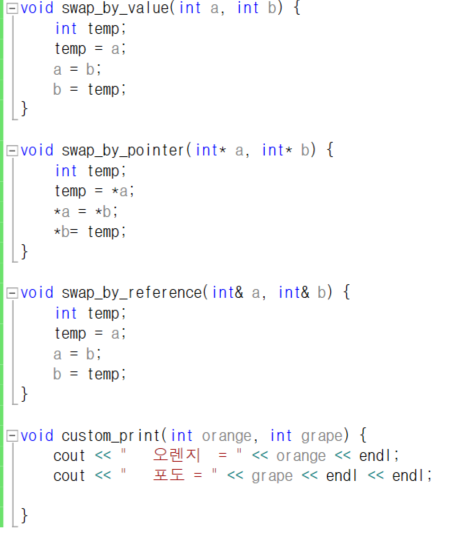 void swap_by_value(int a, int b) {
    int temp;
    temp = a;
    a = b;
    b = temp;
}
void swap_by_pointer(int* a, int* b) {
    int temp;
    temp = *a;
    *a = *b;
    *b= temp;
}
void swap_by_reference(int& a, int& b) {
    int temp;
    temp = a;
    a = b;
    b = temp;
}
void custom_print(int orange, int grape) {
    cout << "   오렌지  = " << orange << endl;
    cout << "   포도 = " << grape << endl << endl;
}